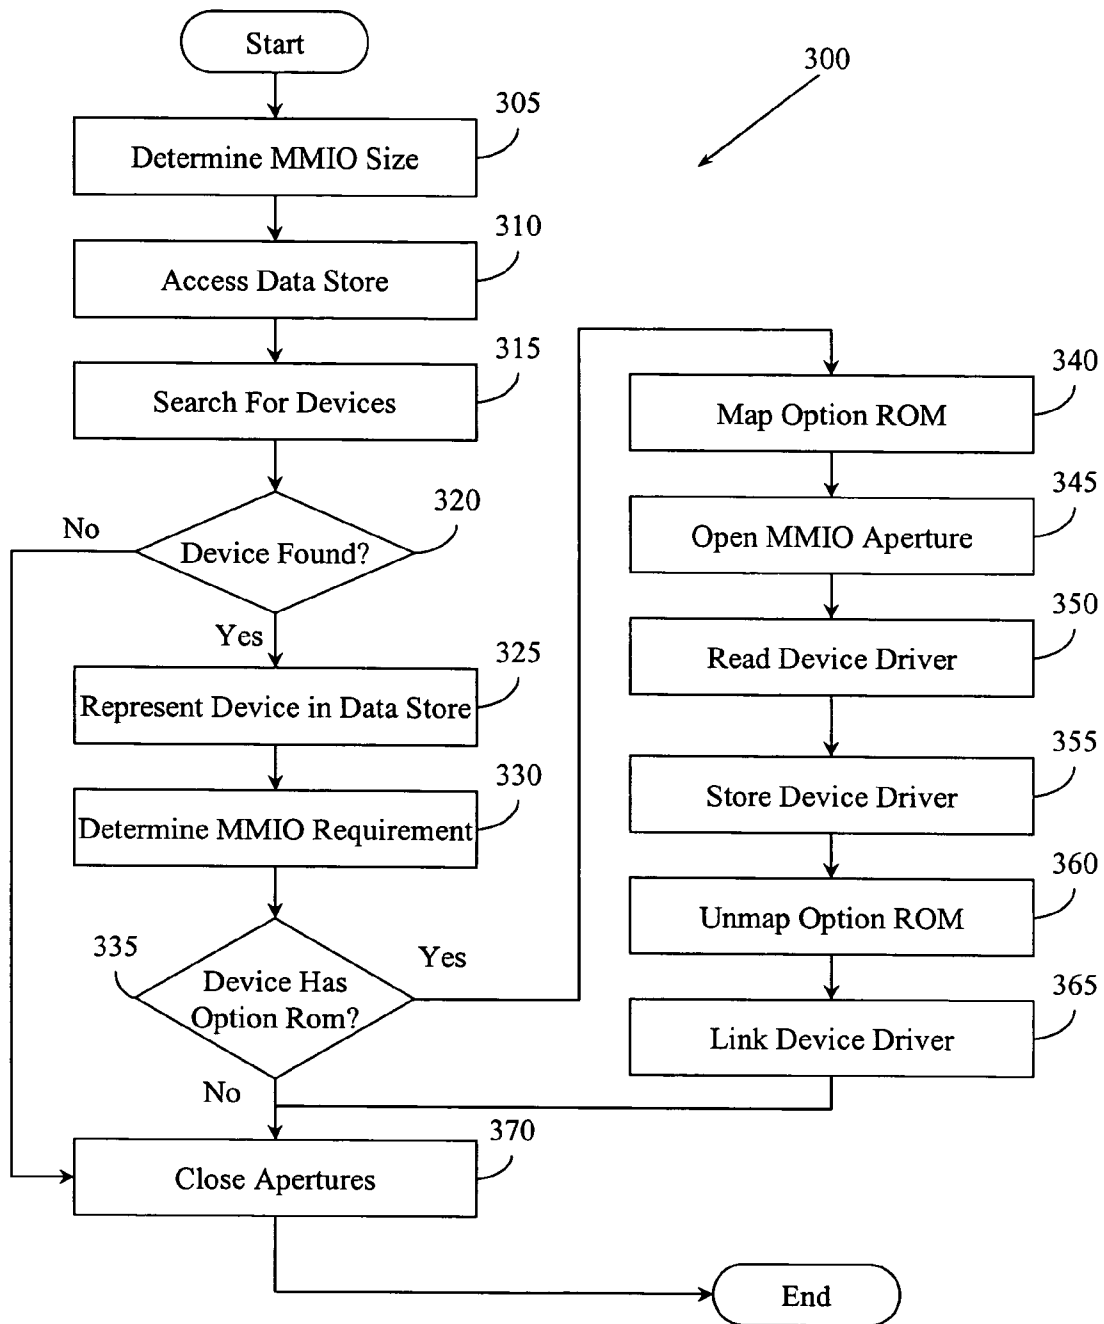 Start
300
305
Determine MMIO Size
310
Access Data Store
315
Search For Devices
320
No
Device Found?
Yes
325
Represent Device in Data Store
330
Determine MMIO Requirement
335
Yes
Device Has
Option Rom?
No
340
Map Option ROM
345
Open MMIO Aperture
350
Read Device Driver
355
Store Device Driver
360
Unmap Option ROM
365
Link Device Driver
370
Close Apertures
End